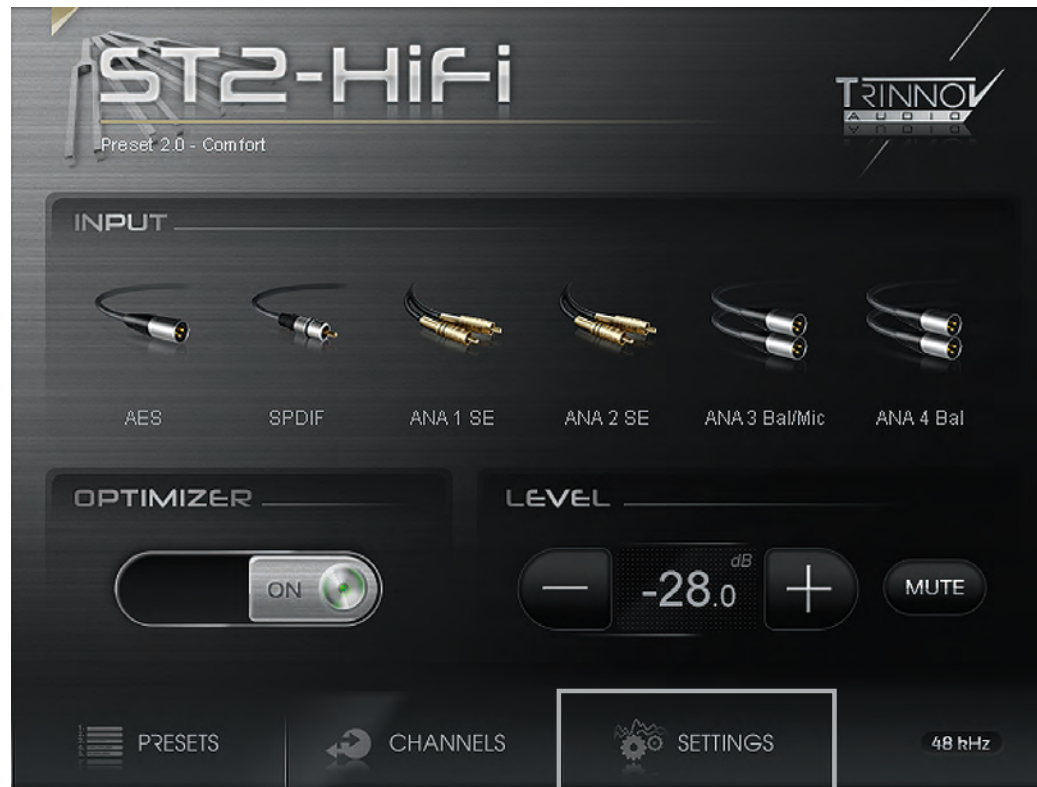 ST2-HiFi
TRINNOV
AUDIO
Preset 2.0 - Comfort
INPUT
AES SPDIF ANA 1 SE ANA 2 SE ANA 3 Bal/Mic ANA 4 Bal
OPTIMIZER LEVEL
ON
-28.0 dB
MUTE
PRESETS CHANNELS SETTINGS 48 kHz